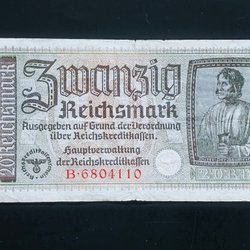 20 Reichsmark
Zwanzig
Reichsmark
Ausgegeben auf Grund der Verordnung
über Reichskreditkassen.
Hauptverwaltung
der Reichskreditkassen
B·6804110